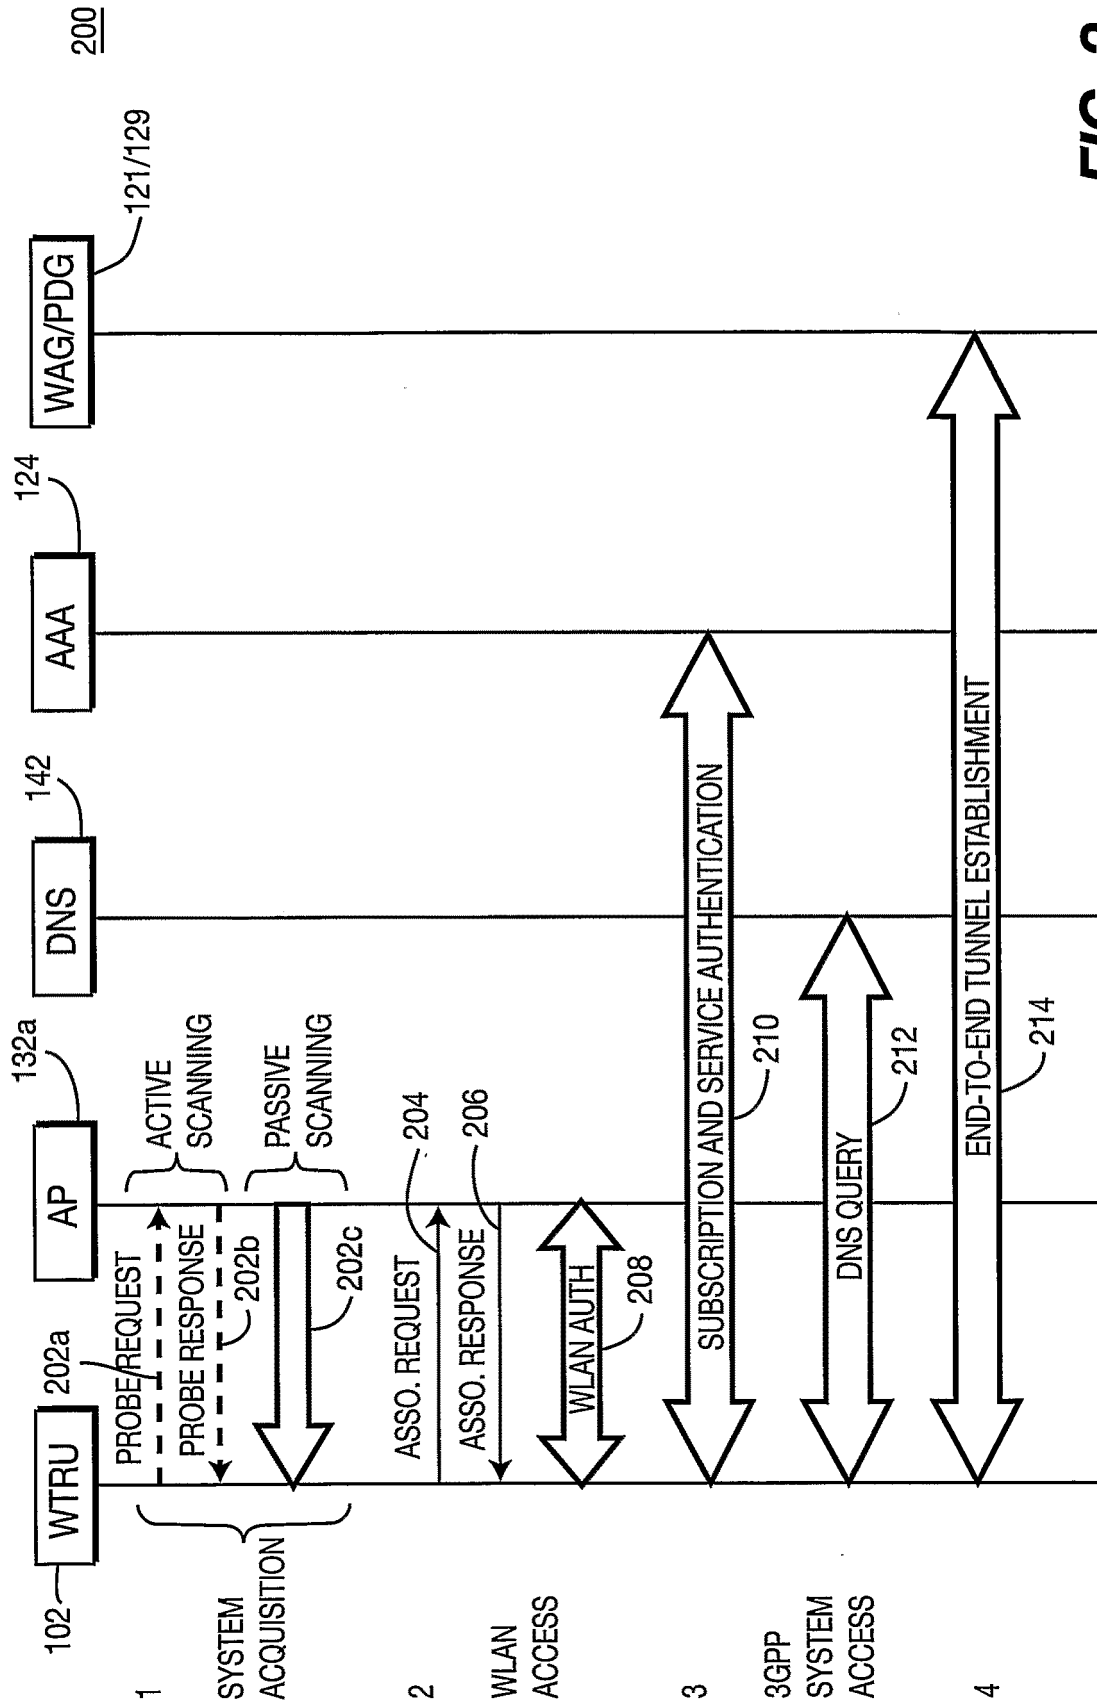 200
102
WTRU
132a
AP
142
DNS
124
AAA
121/129
WAG/PDG
1
SYSTEM
ACQUISITION
202a
PROBE REQUEST
PROBE RESPONSE
202b
202c
ACTIVE
SCANNING
PASSIVE
SCANNING
2
WLAN
ACCESS
ASSO. REQUEST
204
ASSO. RESPONSE
206
WLAN AUTH
208
3
3GPP
SYSTEM
ACCESS
SUBSCRIPTION AND SERVICE AUTHENTICATION
210
DNS QUERY
212
4
END-TO-END TUNNEL ESTABLISHMENT
214
FIG.